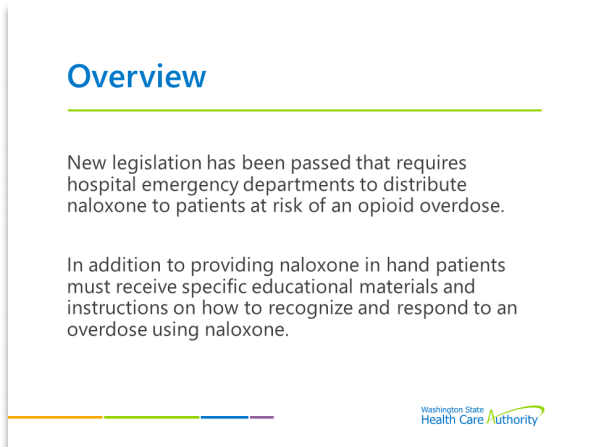 Overview
New legislation has been passed that requires
hospital emergency departments to distribute
naloxone to patients at risk of an opioid overdose.
In addition to providing naloxone in hand patients
must receive specific educational materials and
instructions on how to recognize and respond to an
overdose using naloxone.
Washington State
Health Care Authority